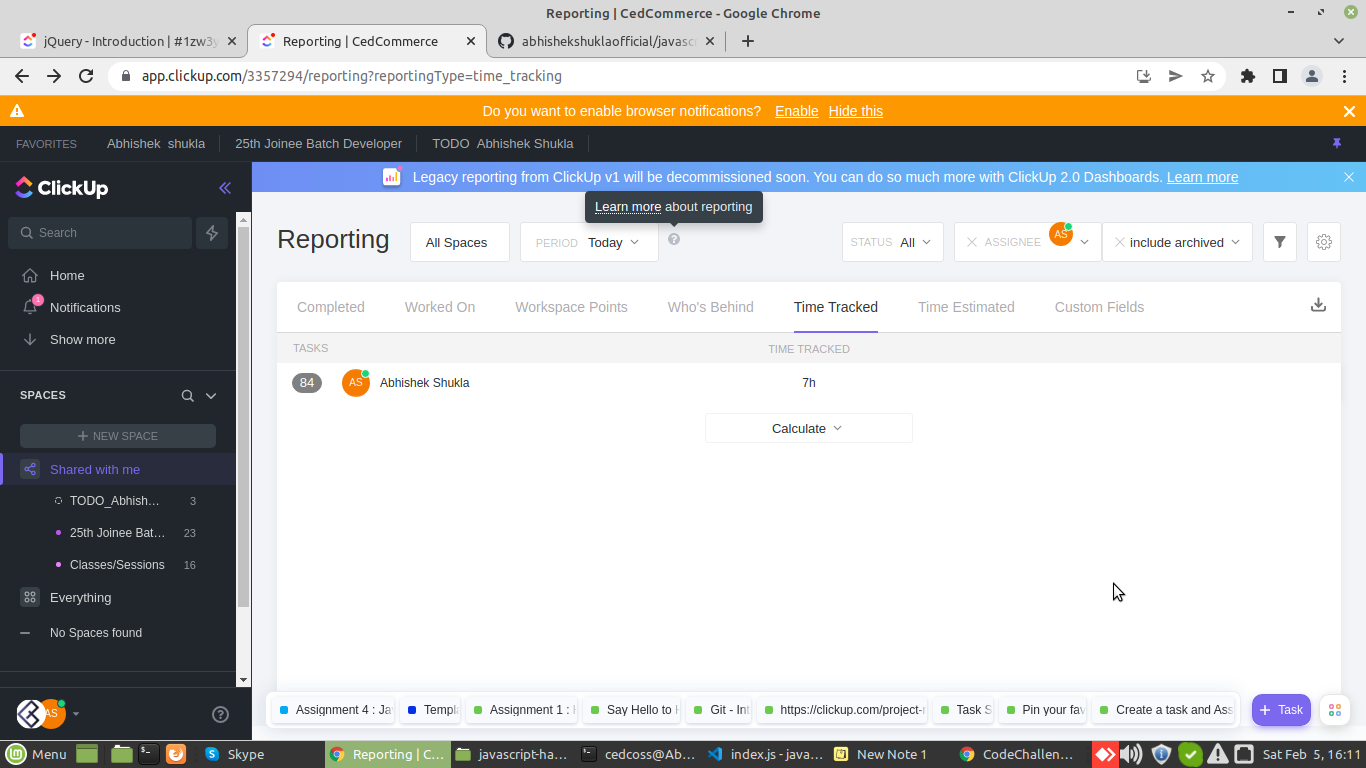 Reporting | CedCommerce - Google Chrome
jQuery - Introduction | #1zw3y
Reporting | CedCommerce
abhishekshuklaofficial/javasc
app.clickup.com/3357294/reporting?reportingType=time_tracking
Do you want to enable browser notifications? Enable Hide this
FAVORITES Abhishek shukla 25th Joinee Batch Developer TODO Abhishek Shukla
ClickUp
Legacy reporting from ClickUp v1 will be decommissioned soon. You can do so much more with ClickUp 2.0 Dashboards. Learn more
Learn more about reporting
Search
Reporting
All Spaces
PERIOD Today
?
STATUS All
ASSIGNEE AS
include archived
Home
1
Notifications
Show more
Completed Worked On Workspace Points Who's Behind Time Tracked Time Estimated Custom Fields
TASKS TIME TRACKED
84 AS Abhishek Shukla 7h
Calculate
SPACES
NEW SPACE
Shared with me
TODO_Abhish... 3
25th Joinee Bat... 23
Classes/Sessions 16
Everything
No Spaces found
AS
?
Assignment 4 : Ja
Templ
Assignment 1 :
Say Hello to
Git - Int
https://clickup.com/project-
Task S
Pin your fav
Create a task and Ass
Task
Menu
$_
S Skype
Reporting | C...
javascript-ha...
cedcoss@Ab...
index.js - java...
New Note 1
CodeChallen...
Sat Feb 5, 16:11